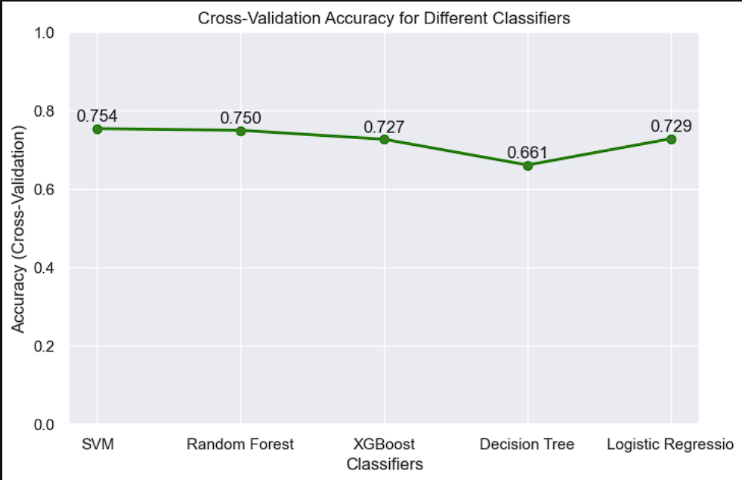 Cross-Validation Accuracy for Different Classifiers
1.0
0.8
0.6
0.4
0.2
0.0
Accuracy (Cross-Validation)
0.754
0.750
0.727
0.661
0.729
SVM
Random Forest
XGBoost
Decision Tree
Logistic Regressio
Classifiers